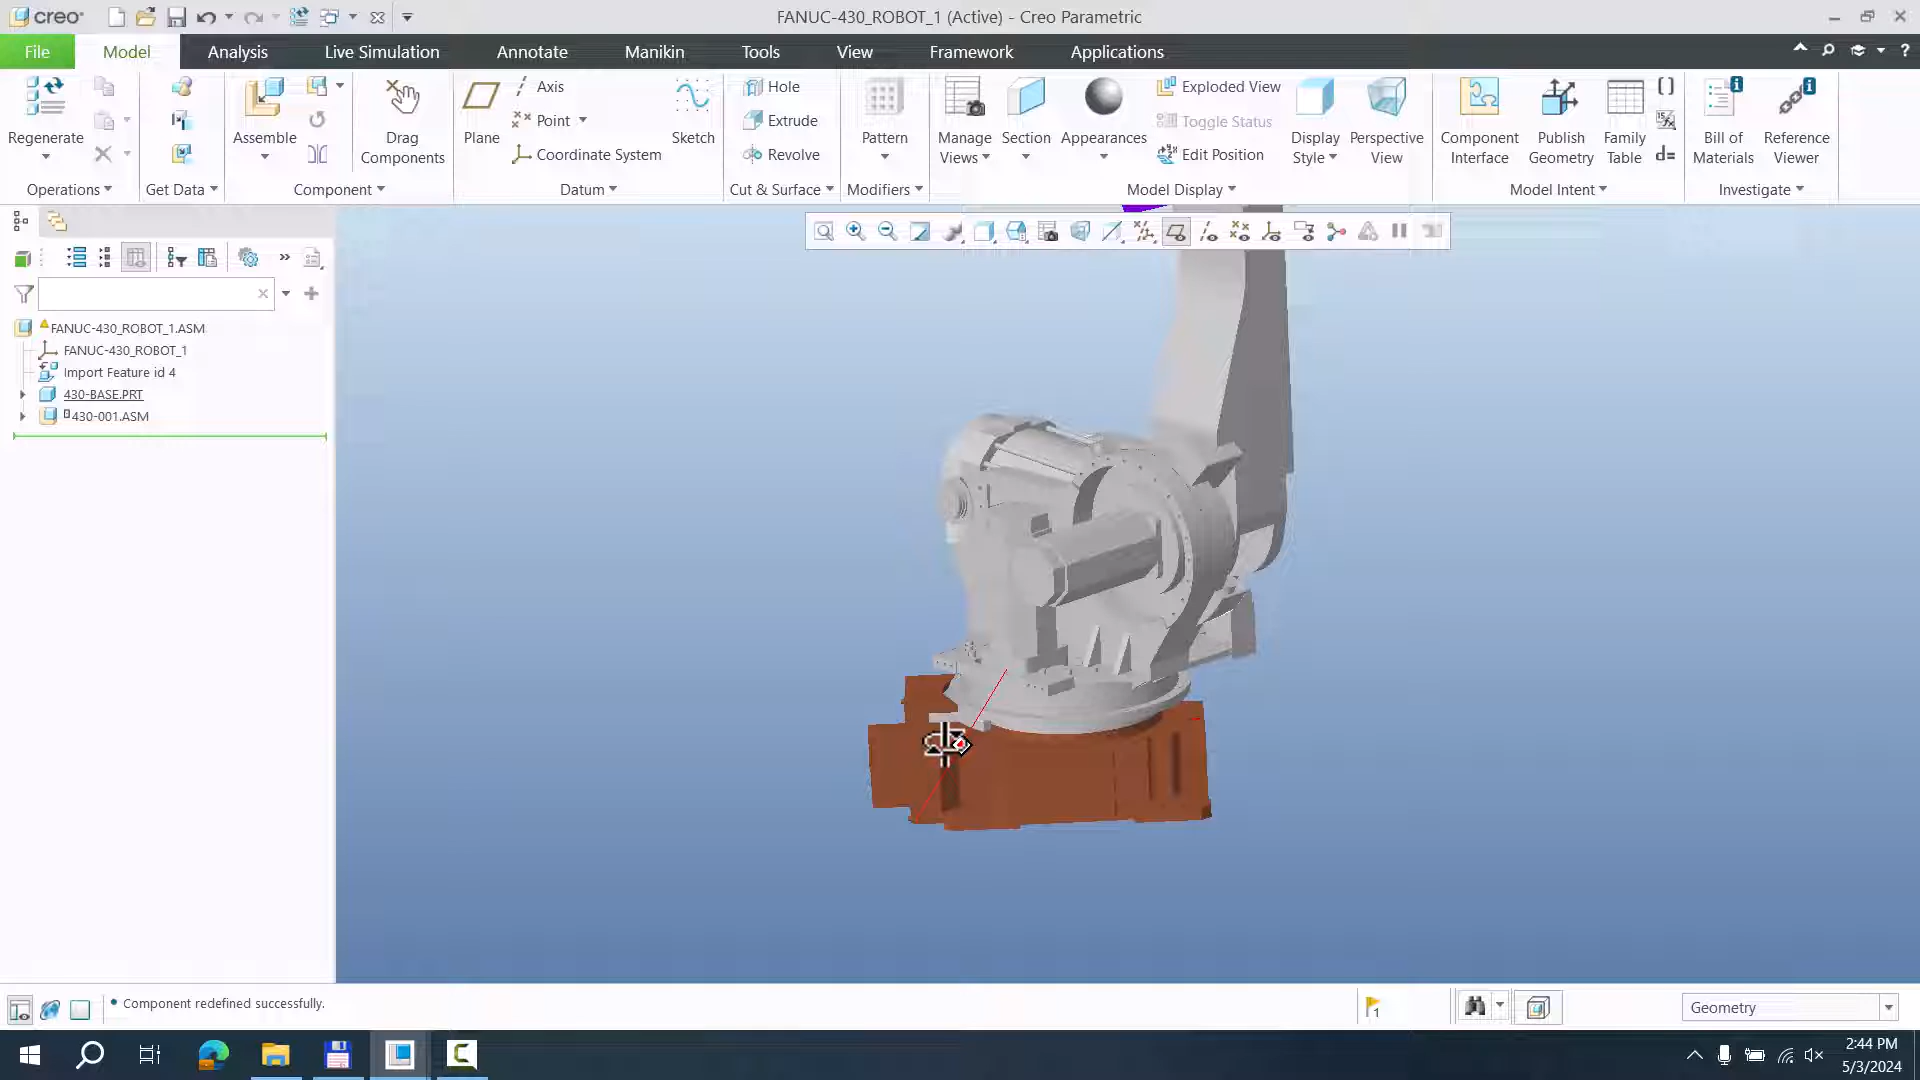 creo
FANUC-430_ROBOT_1 (Active) - Creo Parametric
File
Model
Analysis
Live Simulation
Annotate
Manikin
Tools
View
Framework
Applications
Regenerate
Operations
Get Data
Assemble
Drag
Components
Component
Plane
Axis
Point
Coordinate System
Sketch
Datum
Hole
Extrude
Revolve
Cut & Surface
Pattern
Modifiers
Manage
Views
Section
Appearances
Exploded View
Toggle Status
Edit Position
Display
Style
Perspective
View
Model Display
Component
Interface
Publish
Geometry
Family
Table
d=
Model Intent
Bill of
Materials
Reference
Viewer
Investigate
FANUC-430_ROBOT_1.ASM
FANUC-430_ROBOT_1
Import Feature id 4
430-BASE.PRT
430-001.ASM
Component redefined successfully.
1
Geometry
2:44 PM
5/3/2024